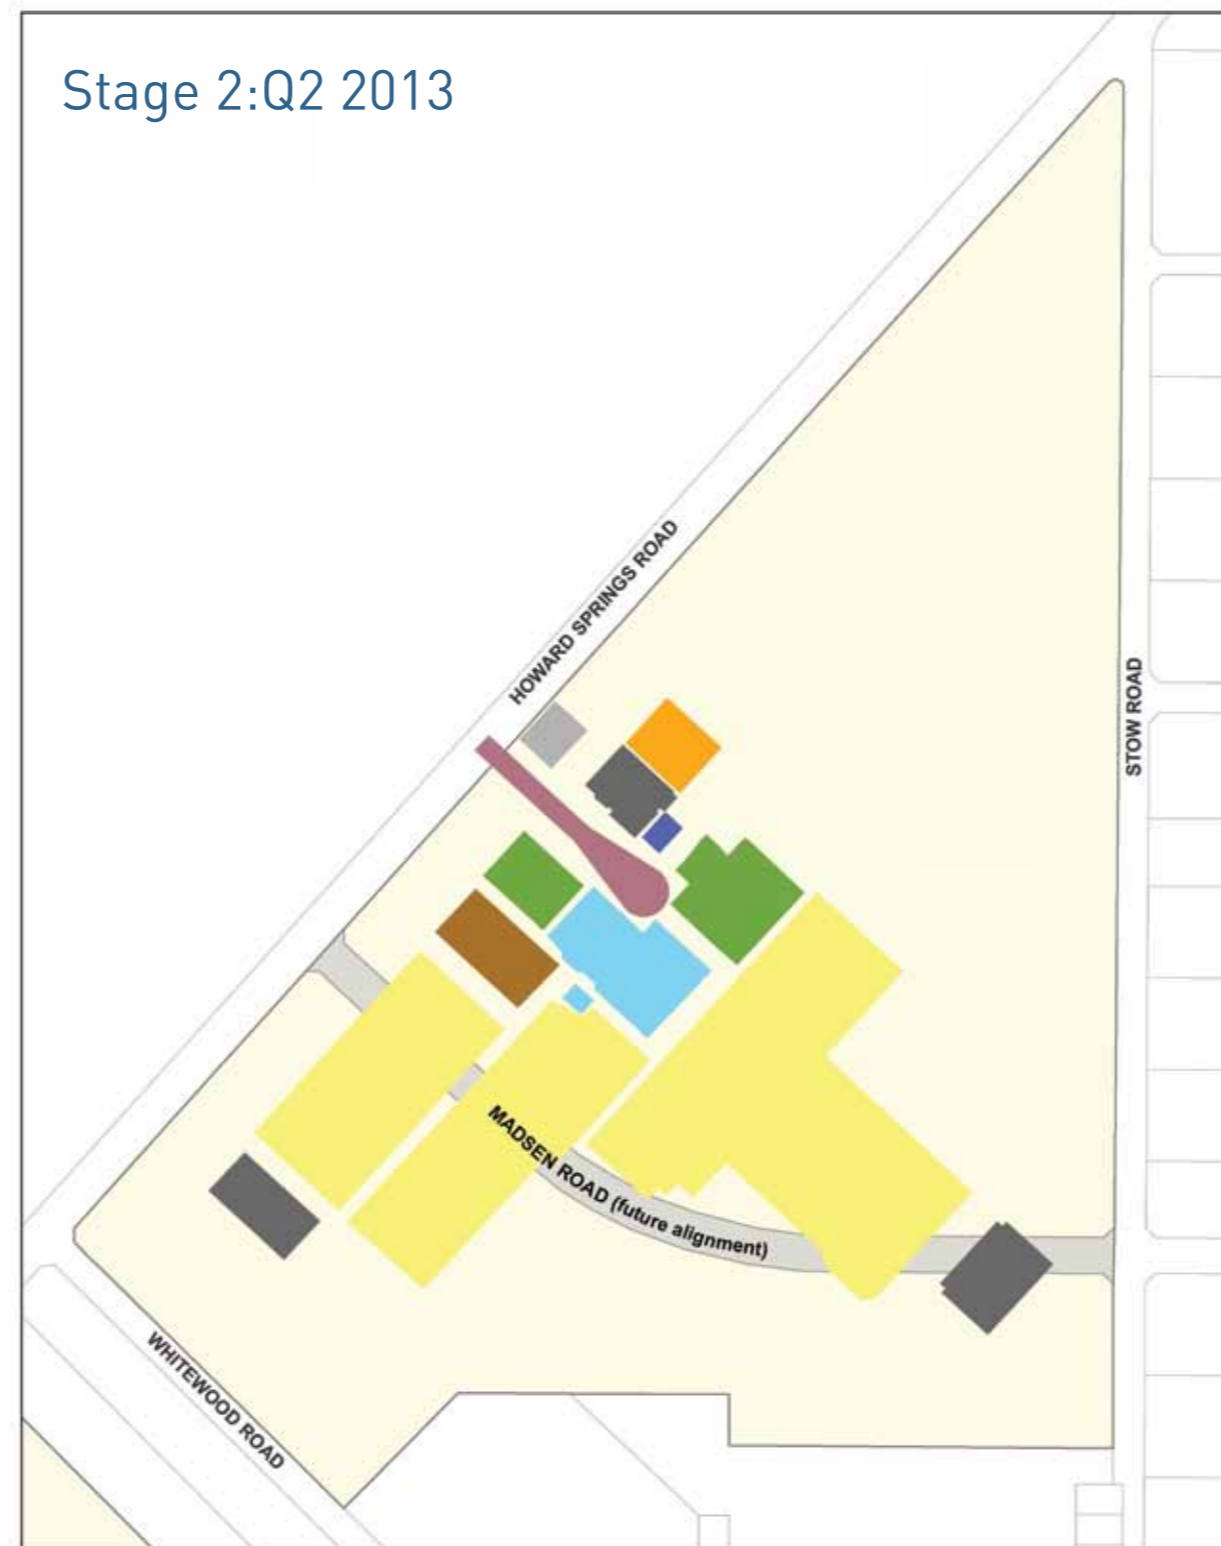 Stage 2:Q2 2013
HOWARD SPRINGS ROAD
STOW ROAD
MADSEN ROAD (future alignment)
WHITEWOOD ROAD